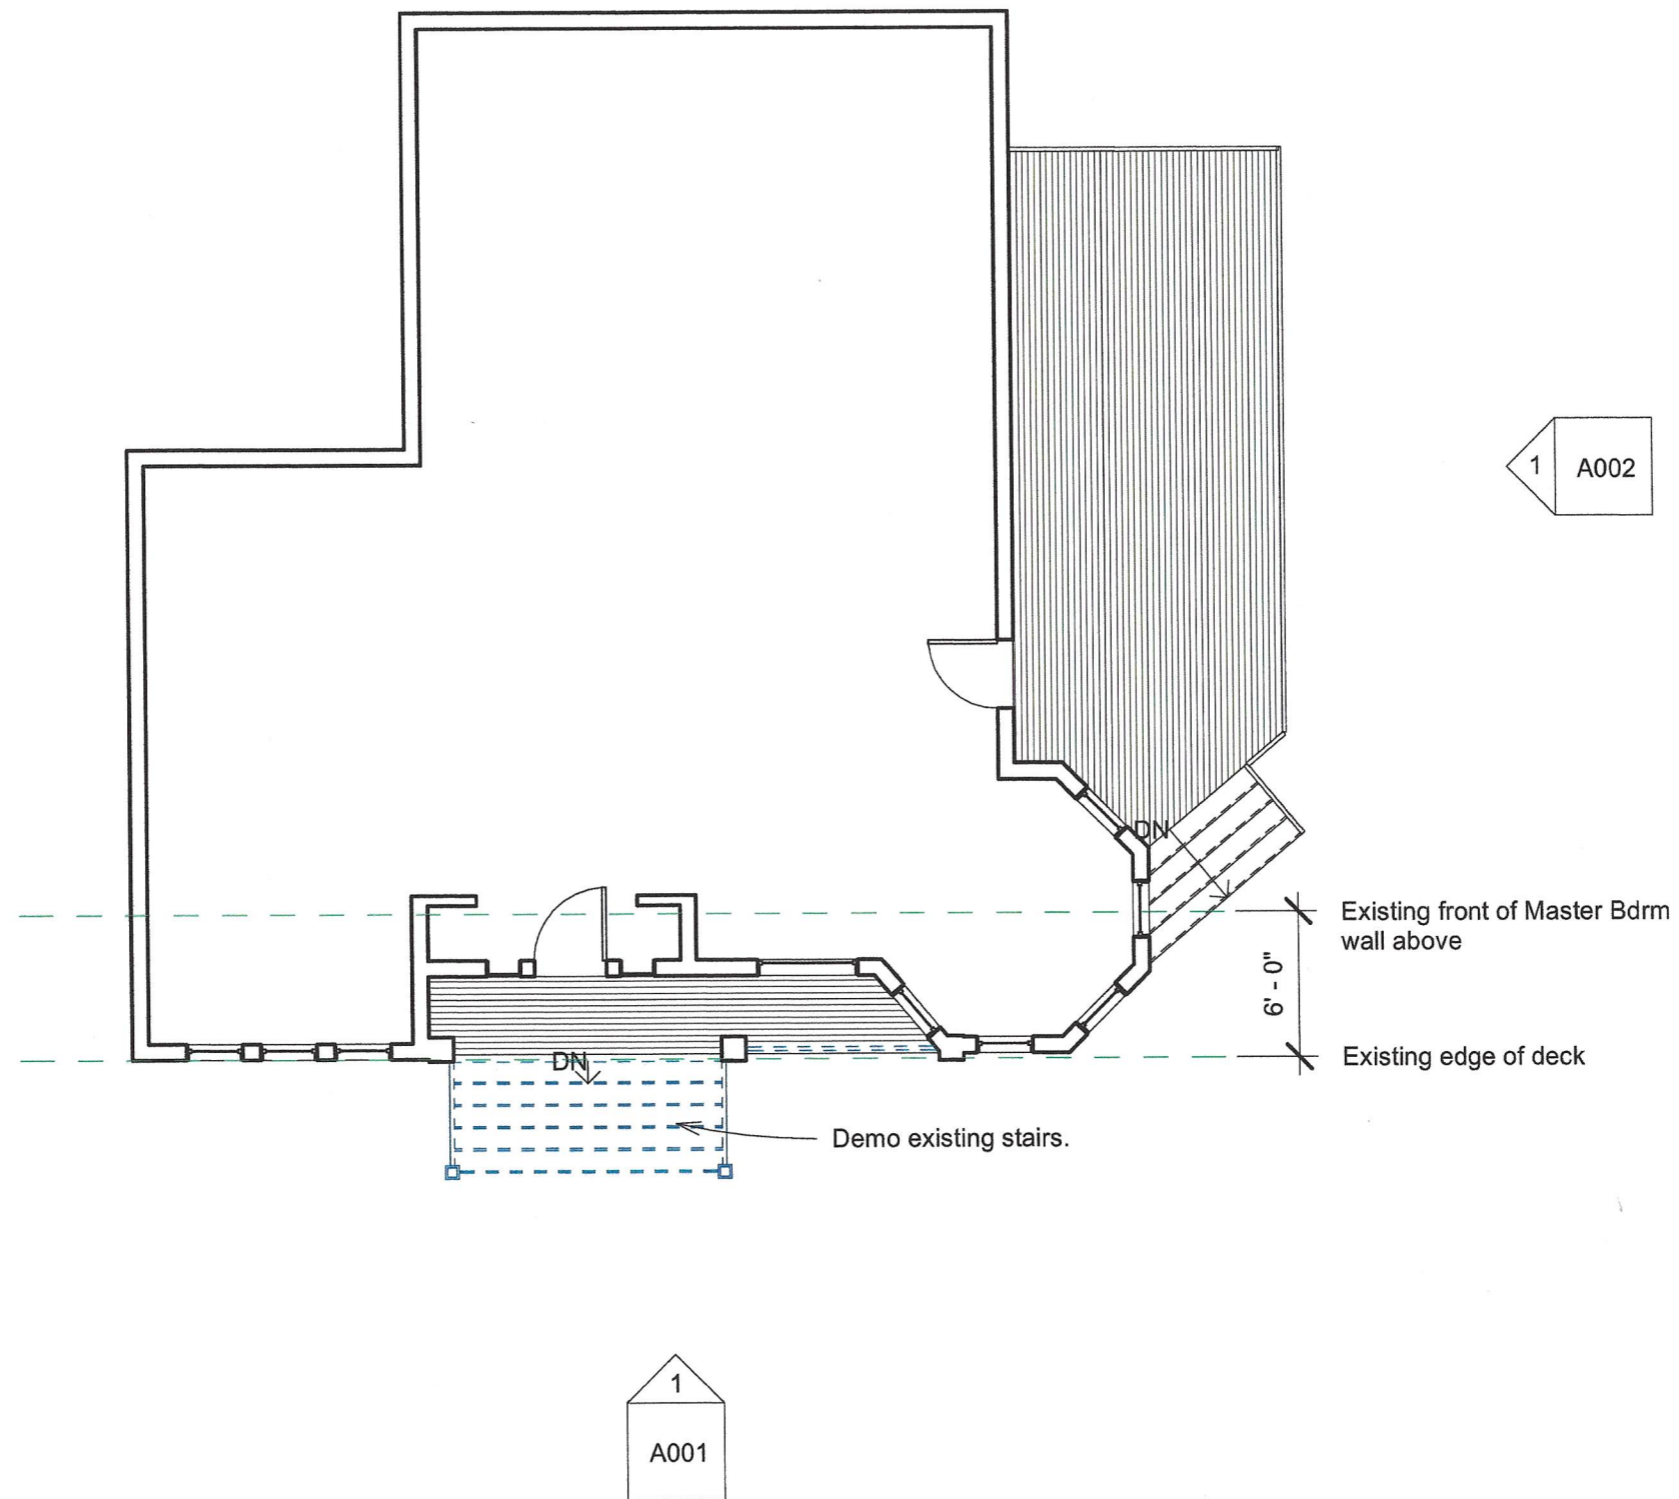 1
A002
DN
Existing front of Master Bdrm
wall above
6' - 0"
DN
Existing edge of deck
Demo existing stairs.
1
A001